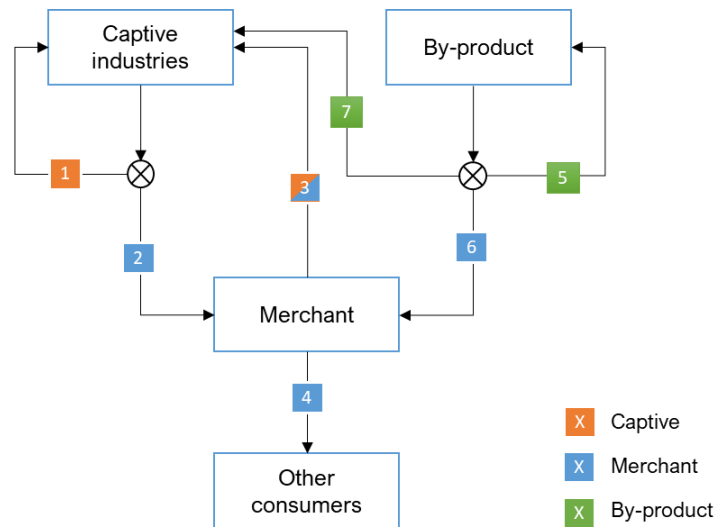 Captive
industries
By-product
7
1
3
5
2
6
Merchant
4
X Captive
X Merchant
Other
consumers
X By-product